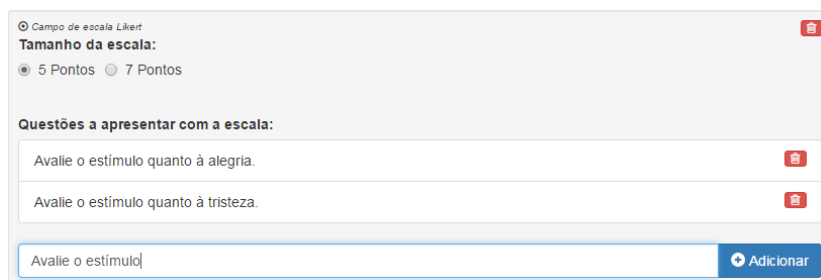 Campo de escala Likert
Tamanho da escala:
5 Pontos 7 Pontos
Questões a apresentar com a escala:
Avalie o estímulo quanto à alegria.
Avalie o estímulo quanto à tristeza.
Avalie o estímulo Adicionar